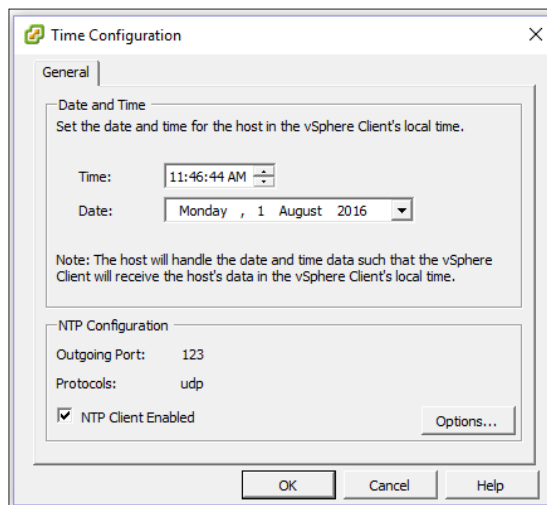 Time Configuration
General
Date and Time
Set the date and time for the host in the vSphere Client's local time.
Time: 11:46:44 AM
Date: Monday , 1 August 2016
Note: The host will handle the date and time data such that the vSphere
Client will receive the host's data in the vSphere Client's local time.
NTP Configuration
Outgoing Port: 123
Protocols: udp
NTP Client Enabled
Options...
OK Cancel Help